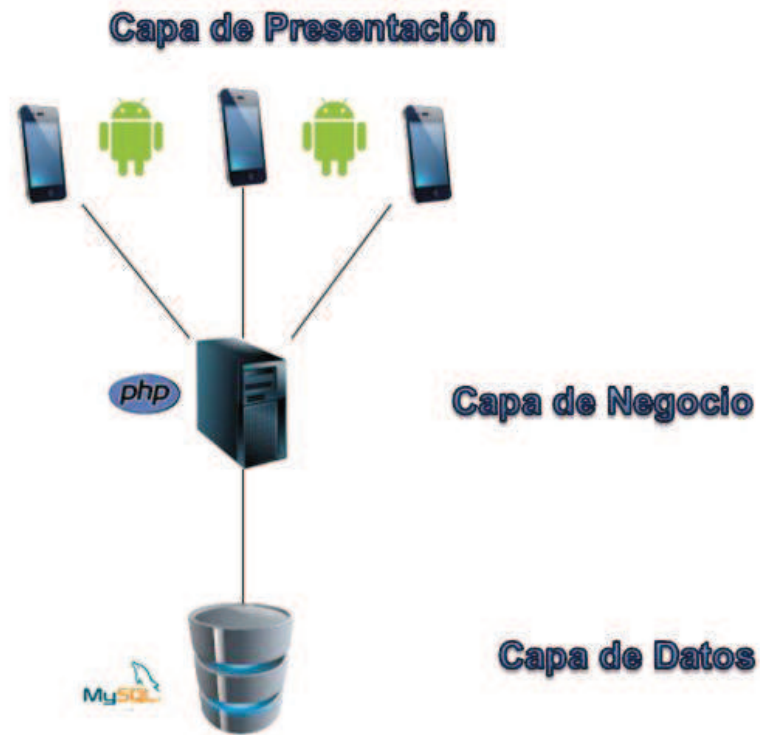 Capa de Presentación
php
Capa de Negocio
Capa de Datos
MySQL